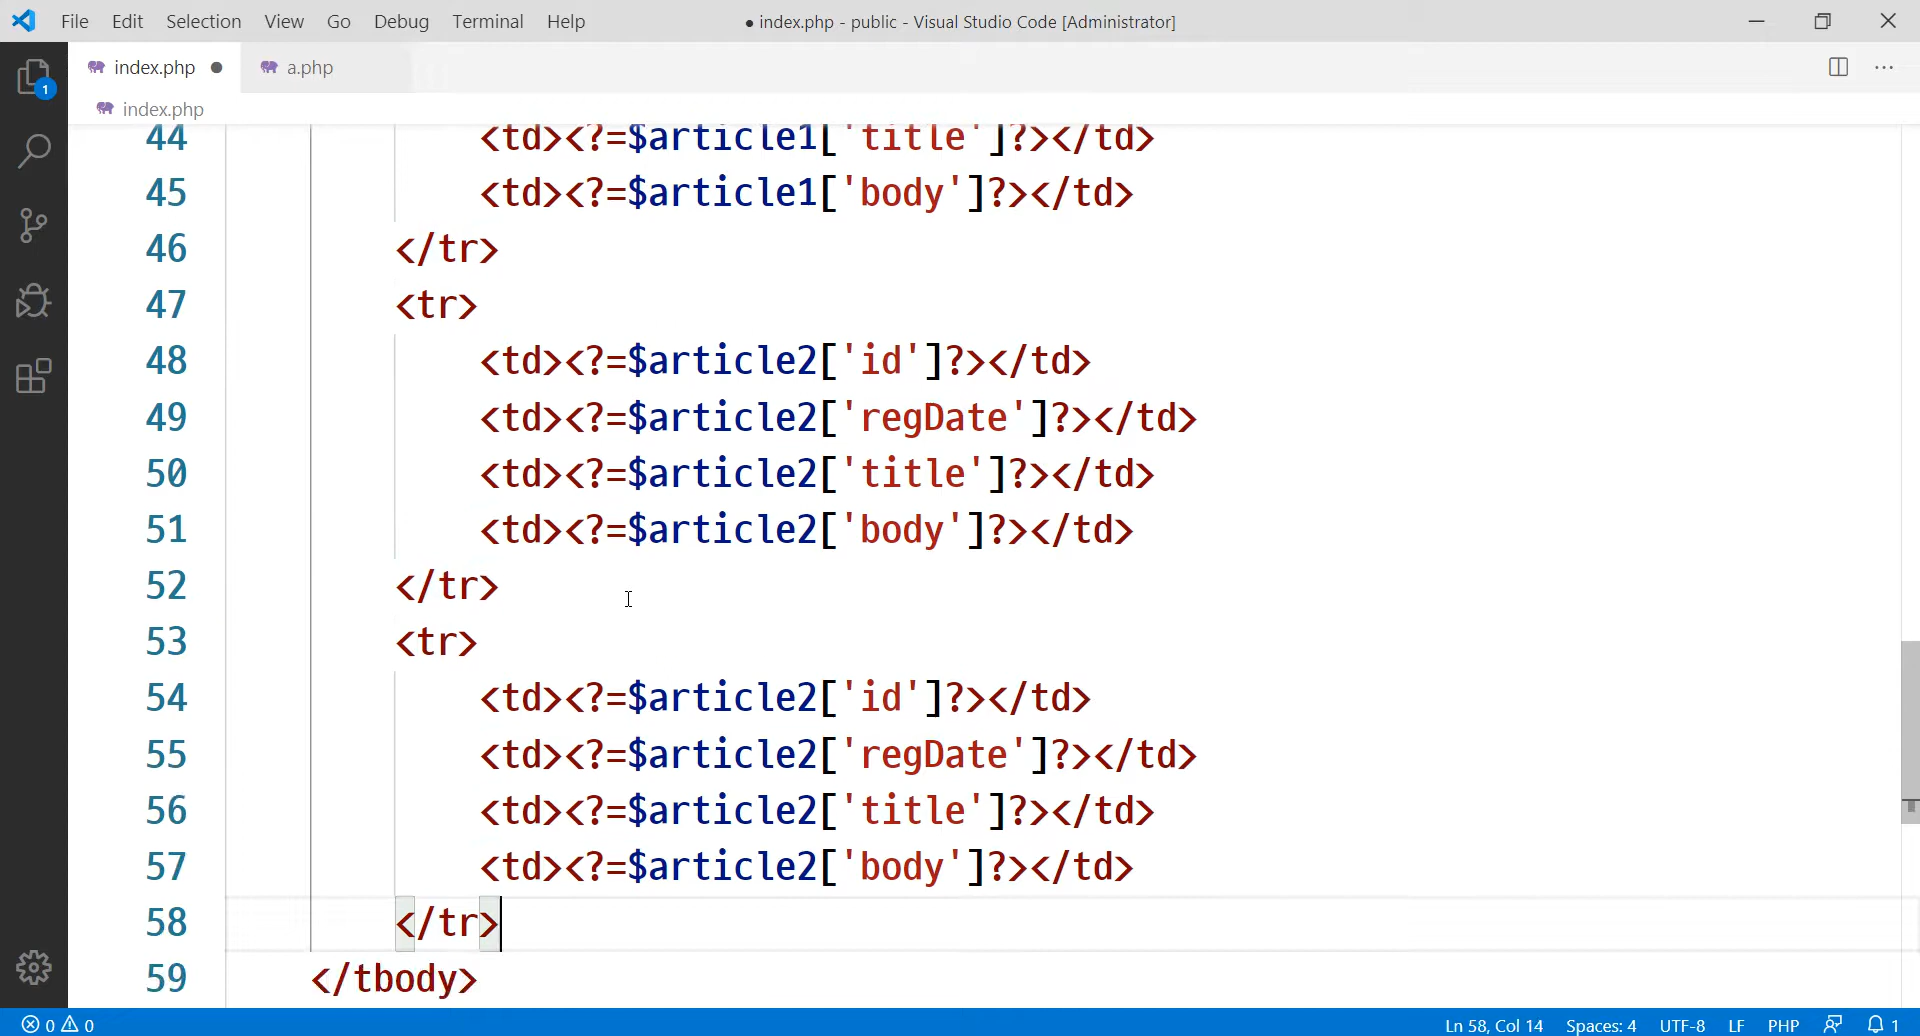 File Edit Selection View Go Debug Terminal Help ● index.php - public - Visual Studio Code [Administrator]
index.php ● a.php
index.php
44 <td><?=$article1['title']?></td>
45 <td><?=$article1['body']?></td>
46 </tr>
47 <tr>
48 <td><?=$article2['id']?></td>
49 <td><?=$article2['regDate']?></td>
50 <td><?=$article2['title']?></td>
51 <td><?=$article2['body']?></td>
52 </tr>
53 <tr>
54 <td><?=$article2['id']?></td>
55 <td><?=$article2['regDate']?></td>
56 <td><?=$article2['title']?></td>
57 <td><?=$article2['body']?></td>
58 </tr>
59 </tbody>
1
0 0 Ln 58, Col 14 Spaces: 4 UTF-8 LF PHP 1